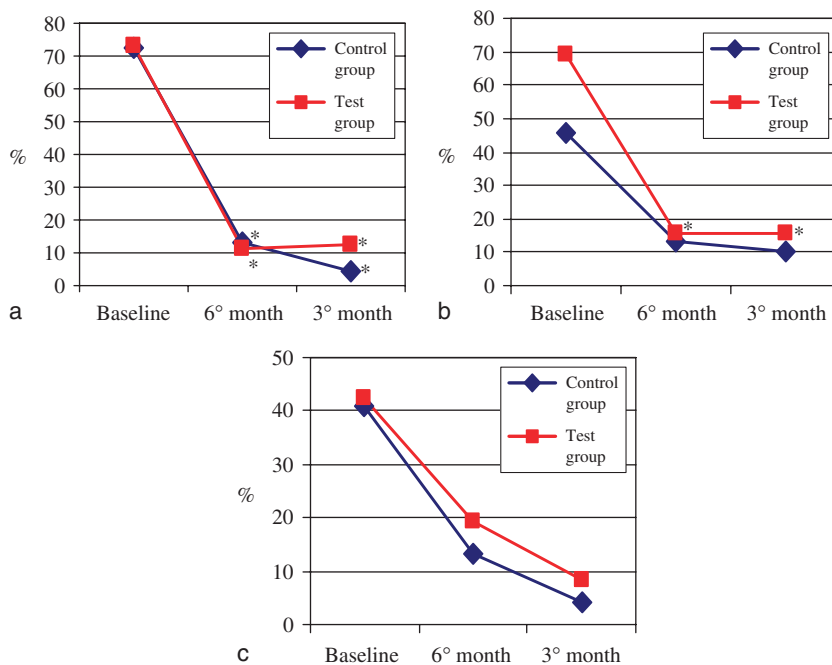 80
70
60
50
40
30
20
10
0
%
Control
group
Test
group
*
*
*
*
Baseline
6° month
3° month
a
80
70
60
50
40
30
20
10
0
%
Control
group
Test
group
*
*
Baseline
6° month
3° month
b
50
40
30
20
10
0
%
Control
group
Test
group
Baseline
6° month
3° month
c